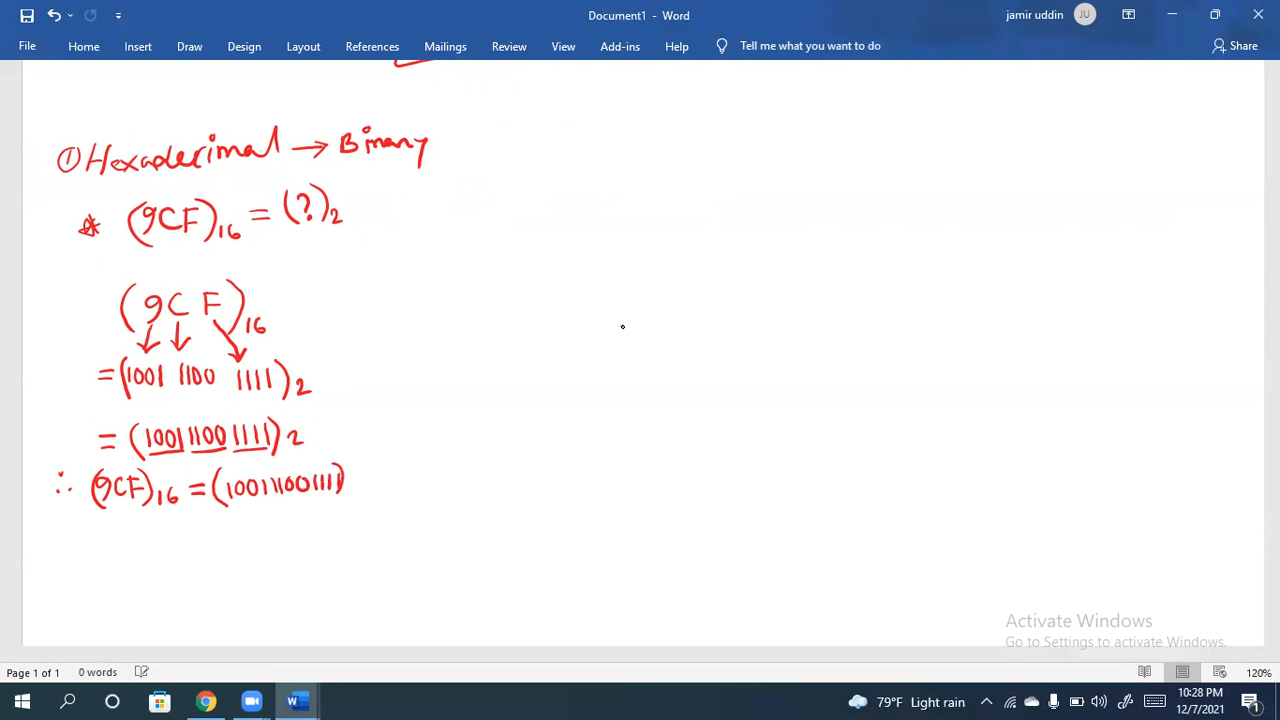 Document1 - Word
jamir uddin JU
File Home Insert Draw Design Layout References Mailings Review View Add-ins Help Tell me what you want to do Share
① Hexadecimal → Binary
* (9CF)₁₆ = (?)₂
(9CF)₁₆
= (1001 1100 1111)₂
= (100111001111)₂
∴ (9CF)₁₆ = (100111001111)
Activate Windows
Go to Settings to activate Windows.
Page 1 of 1 0 words 120%
79°F Light rain 10:28 PM
12/7/2021 1